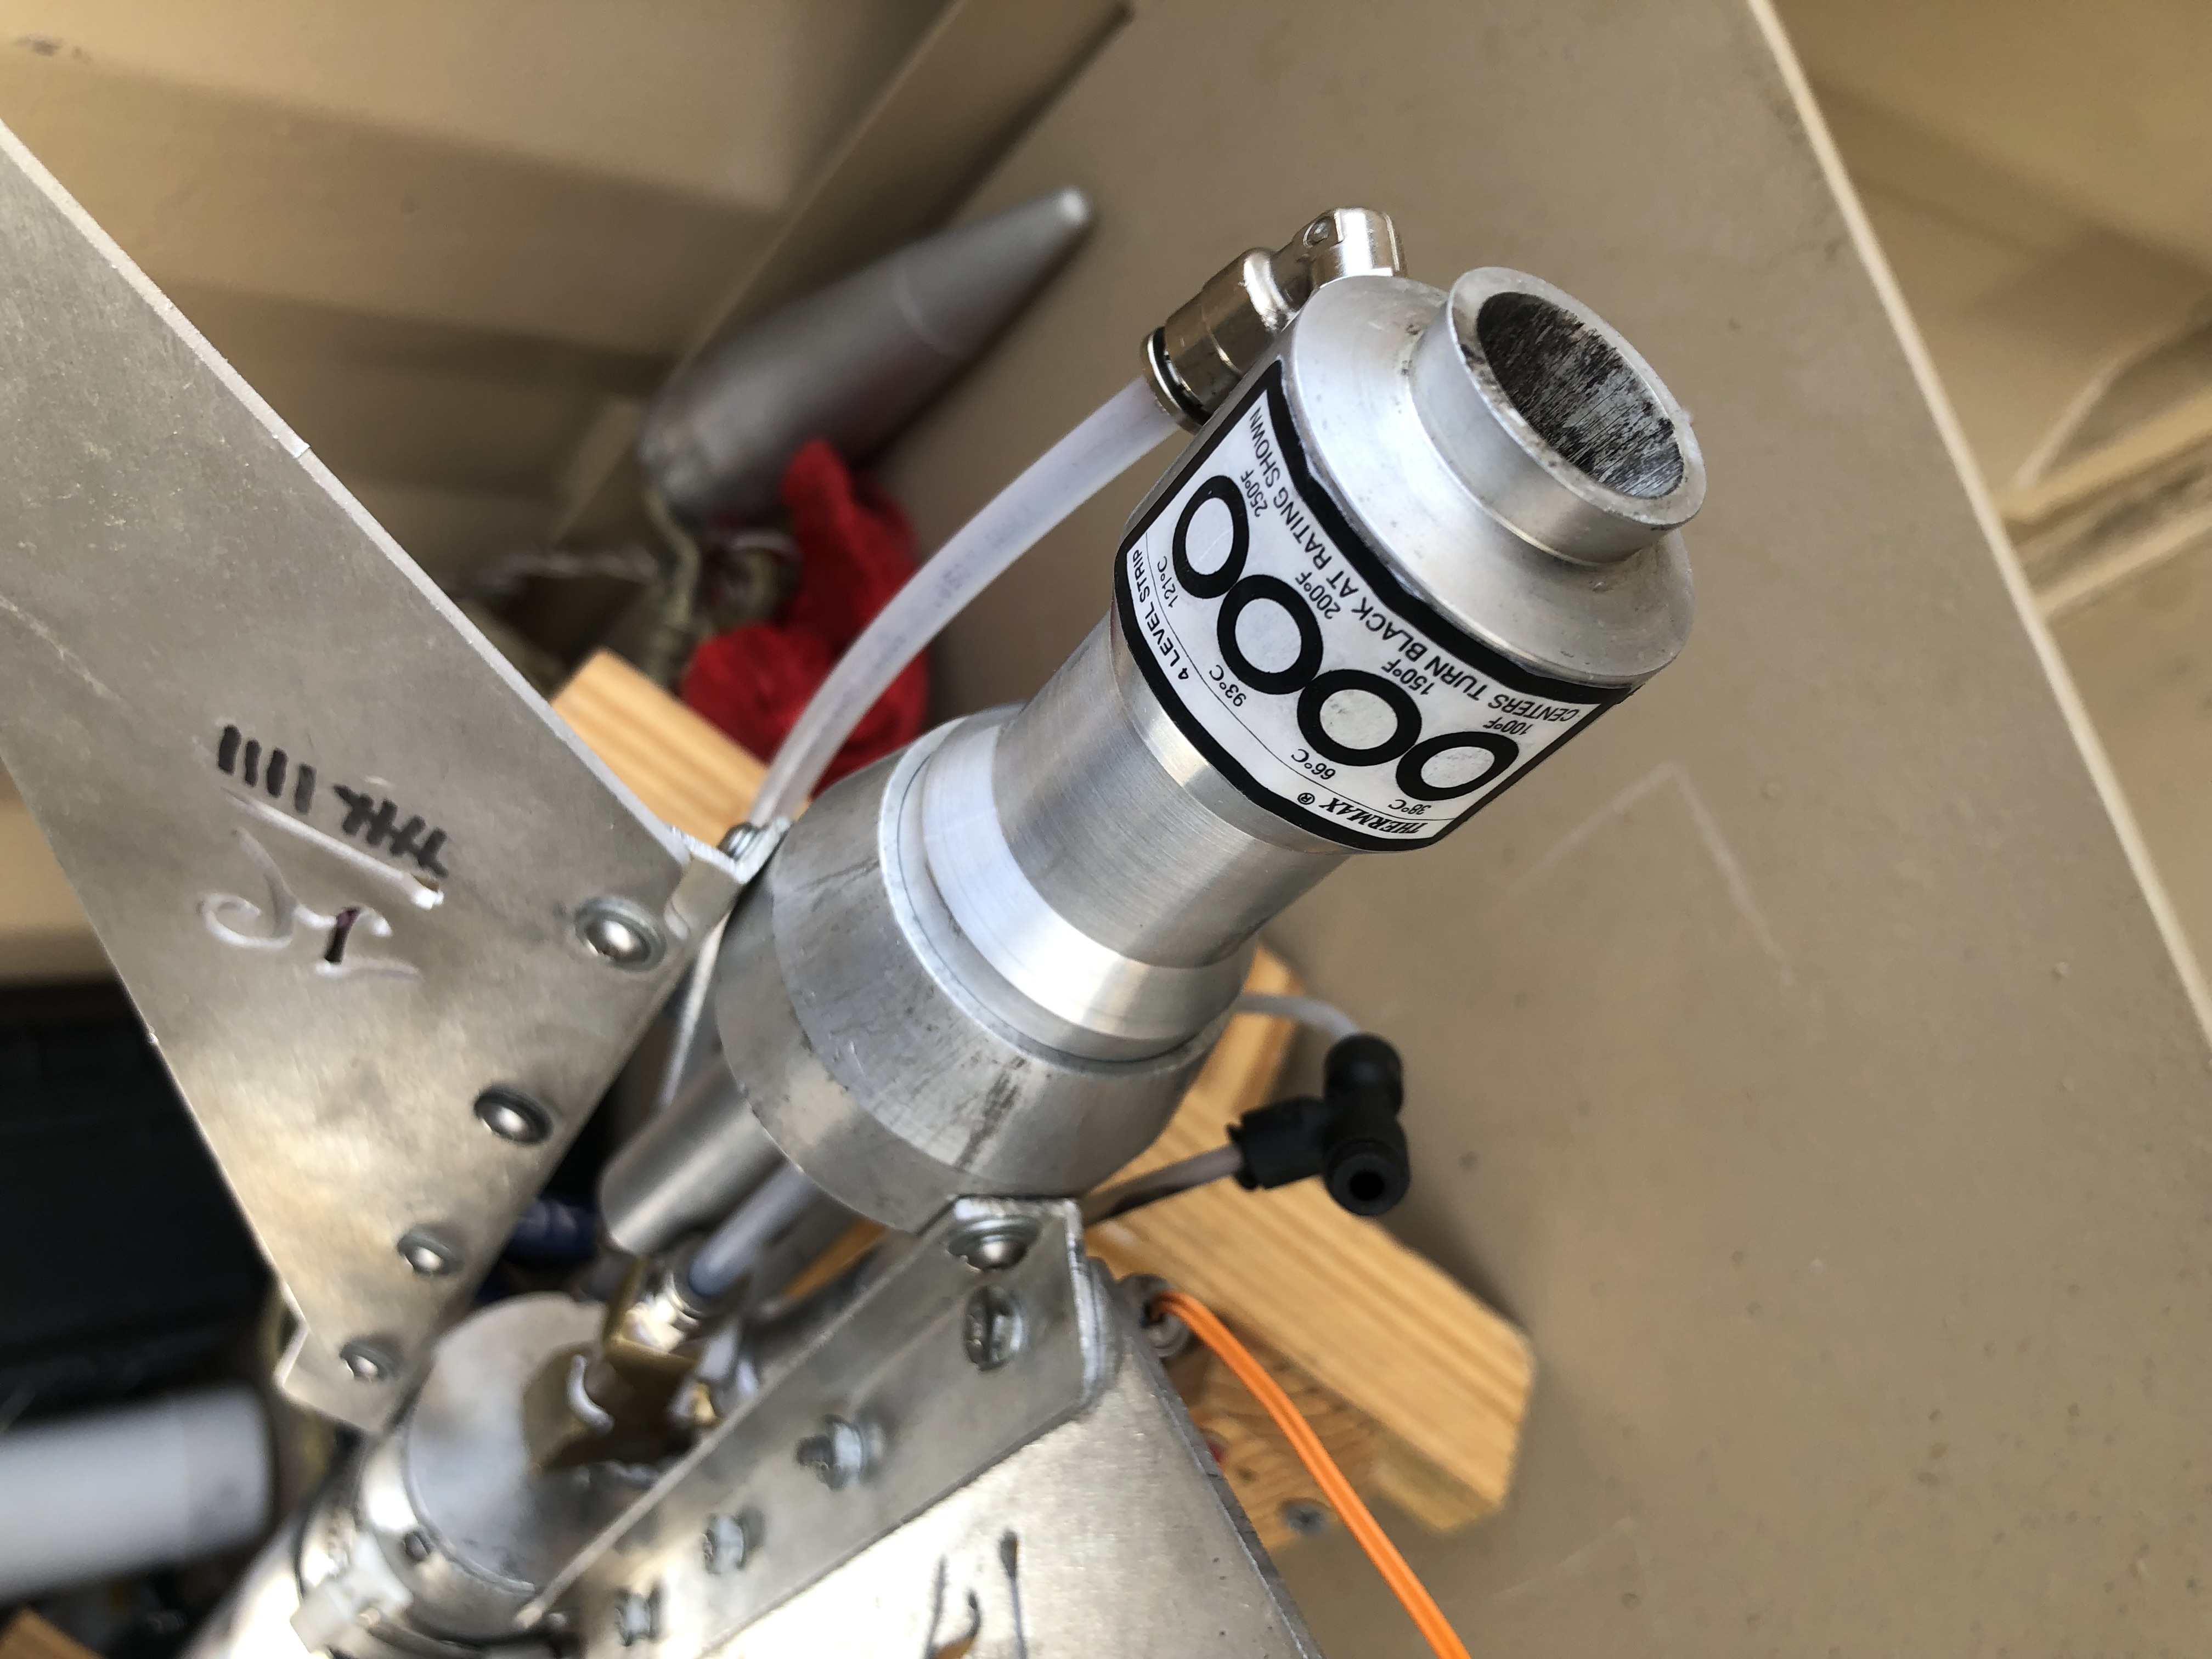 4 LEVEL STRIP
THERMAX®
38°C 66°C 93°C 121°C
100°F 150°F 200°F 250°F
CENTERS TURN BLACK AT RATING SHOWN